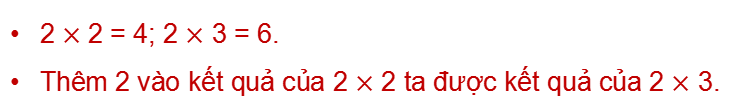 • 2 × 2 = 4; 2 × 3 = 6.
• Thêm 2 vào kết quả của 2 × 2 ta được kết quả của 2 × 3.